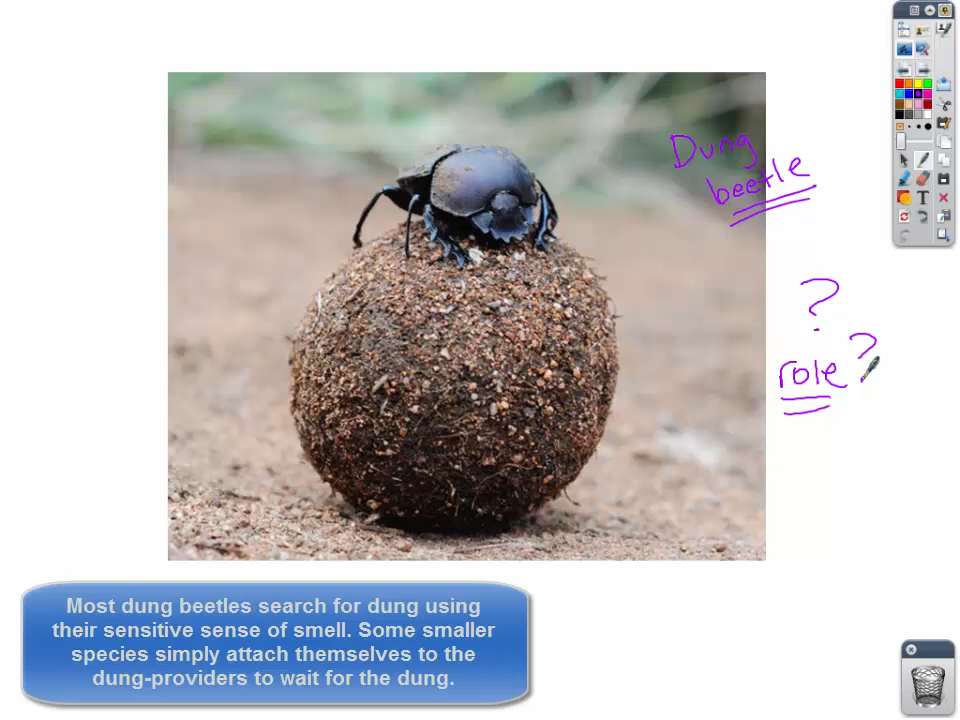 Dung
beetle
?
role?
Most dung beetles search for dung using
their sensitive sense of smell. Some smaller
species simply attach themselves to the
dung-providers to wait for the dung.